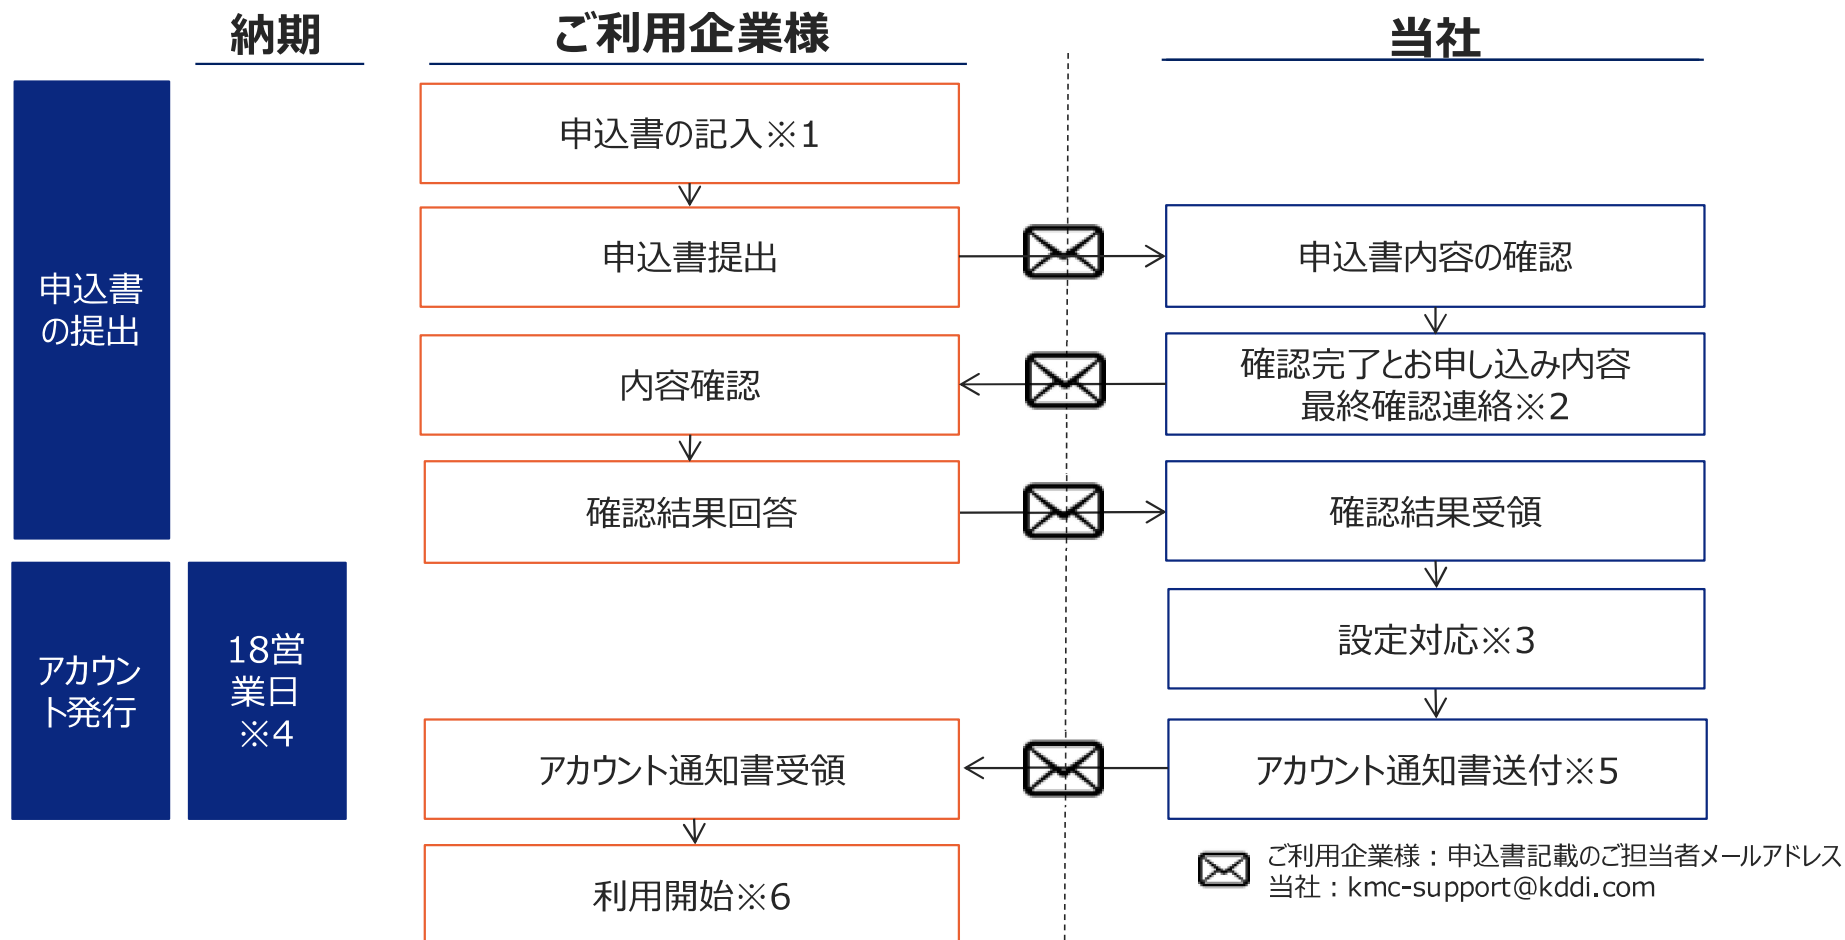 納期
ご利用企業様
当社
申込書
の提出
申込書の記入※1
申込書提出
申込書内容の確認
内容確認
確認完了とお申し込み内容
最終確認連絡※2
確認結果回答
確認結果受領
アカウン
ト発行
18営
業日
※4
設定対応※3
アカウント通知書受領
アカウント通知書送付※5
利用開始※6
ご利用企業様：申込書記載のご担当者メールアドレス
当社：kmc-support@kddi.com